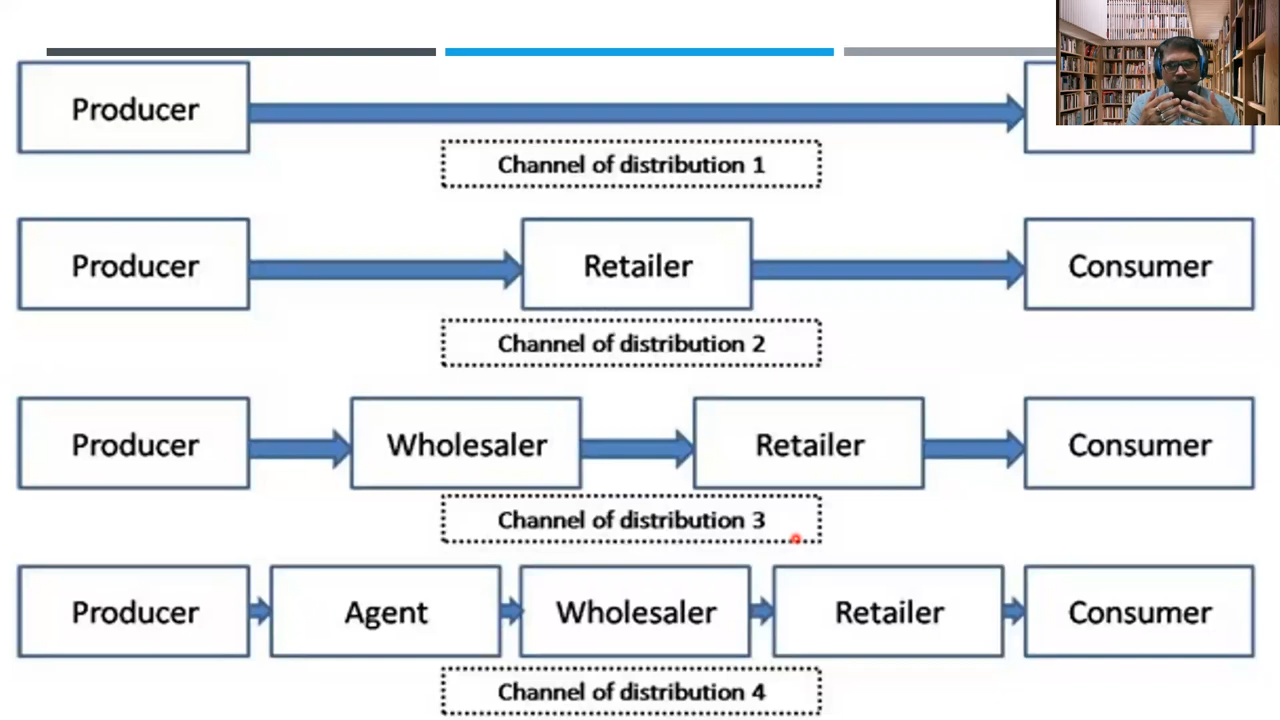 Producer
Channel of distribution 1
Producer
Retailer
Consumer
Channel of distribution 2
Producer
Wholesaler
Retailer
Consumer
Channel of distribution 3
Producer
Agent
Wholesaler
Retailer
Consumer
Channel of distribution 4